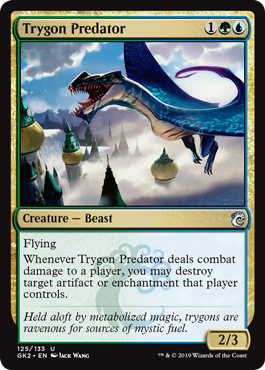 Trygon Predator 1
Creature — Beast
Flying
Whenever Trygon Predator deals combat
damage to a player, you may destroy
target artifact or enchantment that player
controls.
Held aloft by metabolized magic, trygons are
ravenous for sources of mystic fuel.
2/3
125/133 U
GK2 • EN Jack Wang
™ & © 2019 Wizards of the Coast